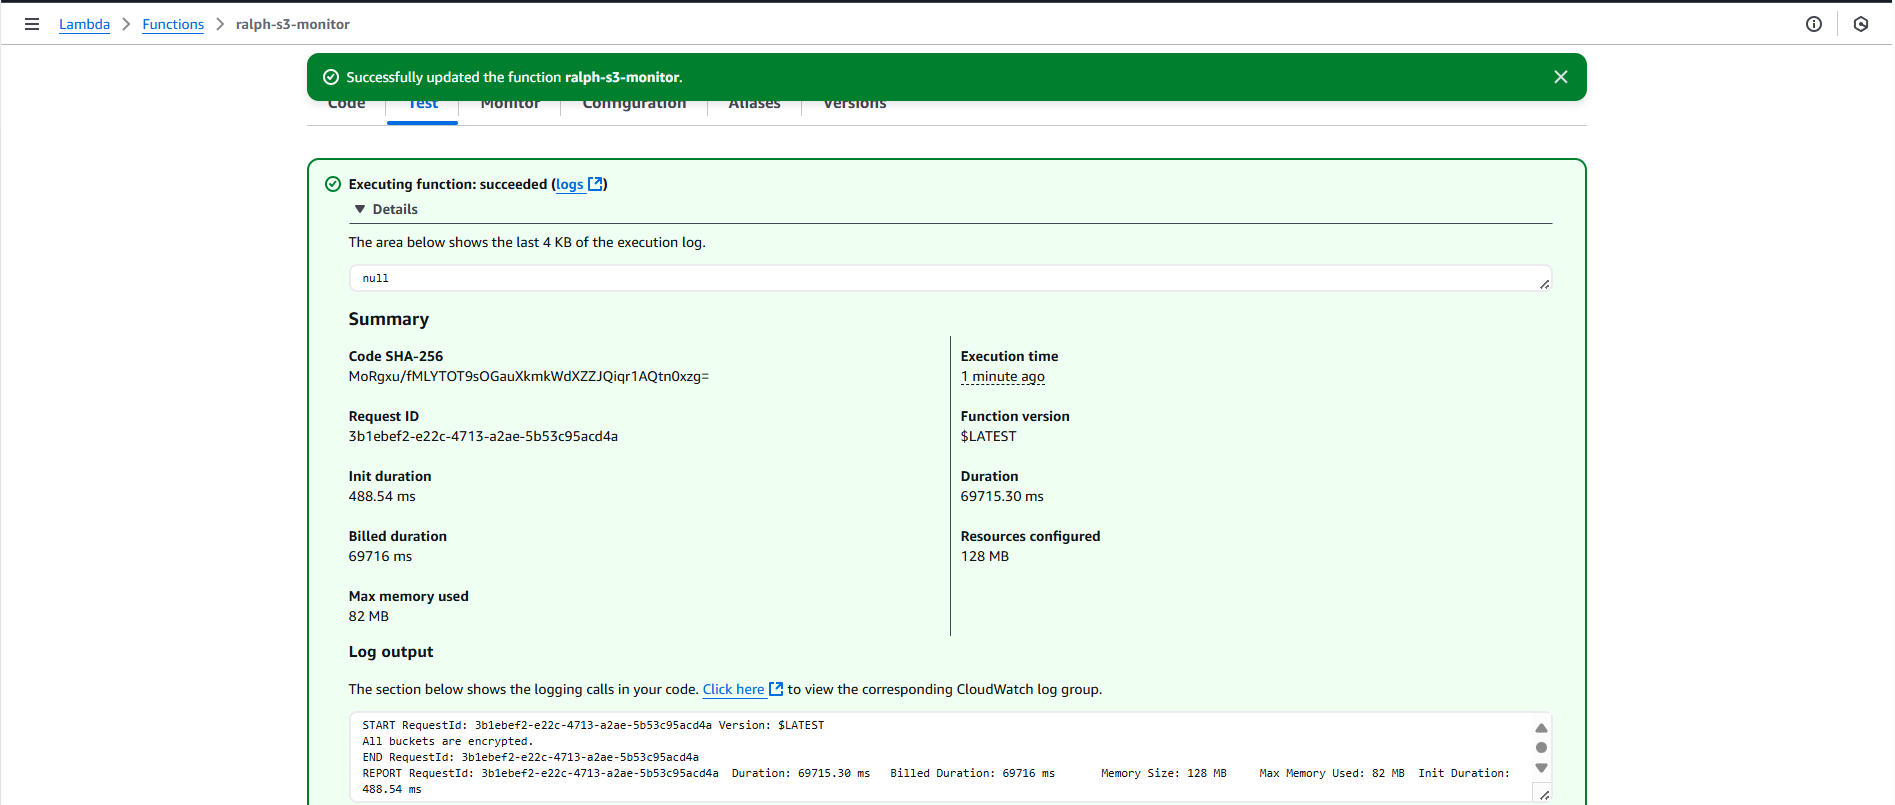 Lambda > Functions > ralph-s3-monitor
Successfully updated the function ralph-s3-monitor.
Code Test Monitor Configuration Aliases Versions
Executing function: succeeded (logs)
Details
The area below shows the last 4 KB of the execution log.
null
Summary
Code SHA-256
MoRgxu/fMLYTOT9sOGauXkmkWdXZZJQiqr1AQtn0xzg=
Execution time
1 minute ago
Request ID
3b1ebef2-e22c-4713-a2ae-5b53c95acd4a
Function version
$LATEST
Init duration
488.54 ms
Duration
69715.30 ms
Billed duration
69716 ms
Resources configured
128 MB
Max memory used
82 MB
Log output
The section below shows the logging calls in your code. Click here to view the corresponding CloudWatch log group.
START RequestId: 3b1ebef2-e22c-4713-a2ae-5b53c95acd4a Version: $LATEST
All buckets are encrypted.
END RequestId: 3b1ebef2-e22c-4713-a2ae-5b53c95acd4a
REPORT RequestId: 3b1ebef2-e22c-4713-a2ae-5b53c95acd4a Duration: 69715.30 ms Billed Duration: 69716 ms Memory Size: 128 MB Max Memory Used: 82 MB Init Duration:
488.54 ms